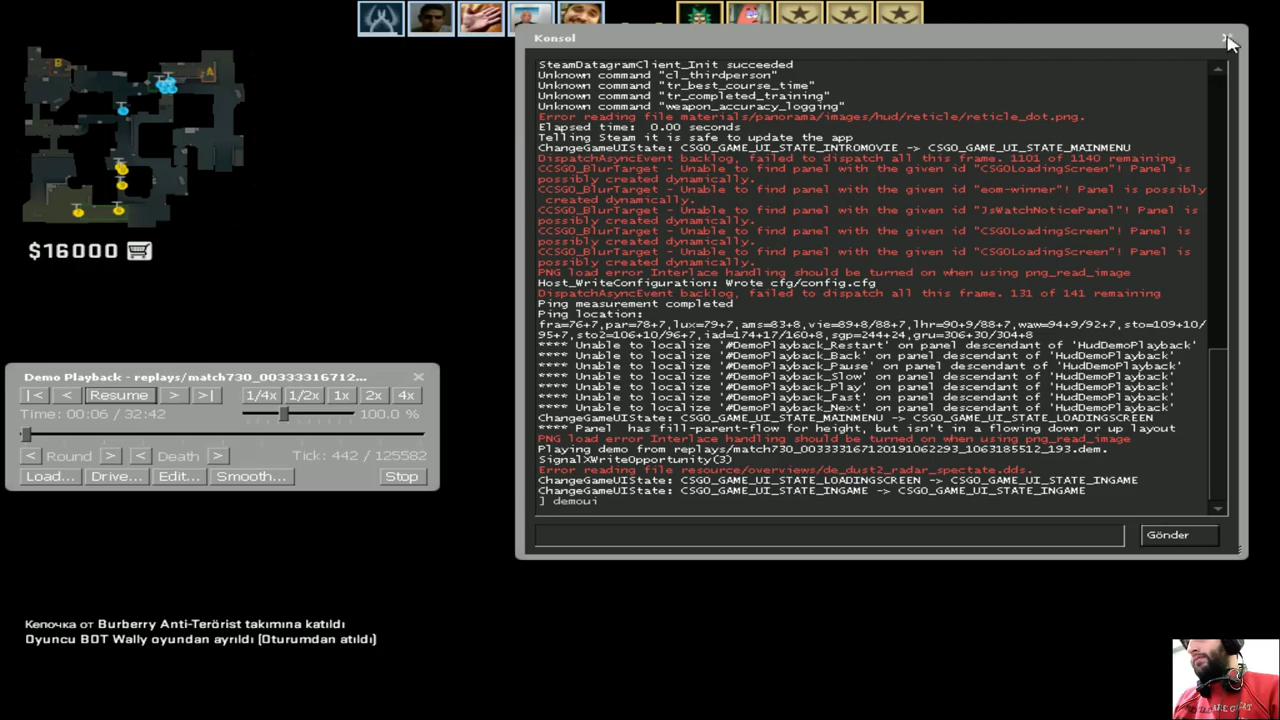 B
A
$16000
Konsol
SteamDatagramClient_Init succeeded
Unknown command "cl_thirdperson"
Unknown command "tr_best_course_time"
Unknown command "tr_completed_training"
Unknown command "weapon_accuracy_logging"
Error reading file materials/panorama/images/hud/reticle/reticle_dot.png.
Elapsed time:  0.00 seconds
Telling Steam it is safe to update the app
ChangeGameUIState: CSGO_GAME_UI_STATE_INTROMOVIE -> CSGO_GAME_UI_STATE_MAINMENU
DispatchAsyncEvent backlog, failed to dispatch all this frame. 1101 of 1140 remaining
CCSGO_BlurTarget - Unable to find panel with the given id "CSGOLoadingScreen"! Panel is
possibly created dynamically.
CCSGO_BlurTarget - Unable to find panel with the given id "eom-winner"! Panel is possibly
created dynamically.
CCSGO_BlurTarget - Unable to find panel with the given id "JsWatchNoticePanel"! Panel is
possibly created dynamically.
CCSGO_BlurTarget - Unable to find panel with the given id "CSGOLoadingScreen"! Panel is
possibly created dynamically.
CCSGO_BlurTarget - Unable to find panel with the given id "CSGOLoadingScreen"! Panel is
possibly created dynamically.
PNG load error Interlace handling should be turned on when using png_read_image
Host_WriteConfiguration: Wrote cfg/config.cfg
DispatchAsyncEvent backlog, failed to dispatch all this frame. 131 of 141 remaining
Ping measurement completed
Ping location:
fra=76+7,par=78+7,lux=79+7,ams=83+8,vie=89+8/88+7,lhr=90+9/88+7,waw=94+9/92+7,sto=109+10/
95+7,sto2=106+10/96+7,iad=174+17/160+8,sgp=244+24,gru=306+30/304+8
**** Unable to localize '#DemoPlayback_Restart' on panel descendant of 'HudDemoPlayback'
**** Unable to localize '#DemoPlayback_Back' on panel descendant of 'HudDemoPlayback'
**** Unable to localize '#DemoPlayback_Pause' on panel descendant of 'HudDemoPlayback'
**** Unable to localize '#DemoPlayback_Slow' on panel descendant of 'HudDemoPlayback'
**** Unable to localize '#DemoPlayback_Play' on panel descendant of 'HudDemoPlayback'
**** Unable to localize '#DemoPlayback_Fast' on panel descendant of 'HudDemoPlayback'
**** Unable to localize '#DemoPlayback_Next' on panel descendant of 'HudDemoPlayback'
ChangeGameUIState: CSGO_GAME_UI_STATE_MAINMENU -> CSGO_GAME_UI_STATE_LOADINGSCREEN
**** Panel  has fill-parent-flow for height, but isn't in a flowing down or up layout
PNG load error Interlace handling should be turned on when using png_read_image
Playing demo from replays/match730_003333167120191062293_1063185512_193.dem.
SignalXWriteOpportunity(3)
Error reading file resource/overviews/de_dust2_radar_spectate.dds.
ChangeGameUIState: CSGO_GAME_UI_STATE_LOADINGSCREEN -> CSGO_GAME_UI_STATE_INGAME
ChangeGameUIState: CSGO_GAME_UI_STATE_INGAME -> CSGO_GAME_UI_STATE_INGAME
] demoui
Gönder
Demo Playback - replays/match730_00333316712...
|< < Resume > >| 1/4x 1/2x 1x 2x 4x
Time: 00:06 / 32:42 100.0 %
< Round > < Death > Tick: 442 / 125582
Load... Drive... Edit... Smooth... Stop
Кепочка от Burberry Anti-Terörist takımına katıldı
Oyuncu BOT Wally oyundan ayrıldı (Oturumdan atıldı)